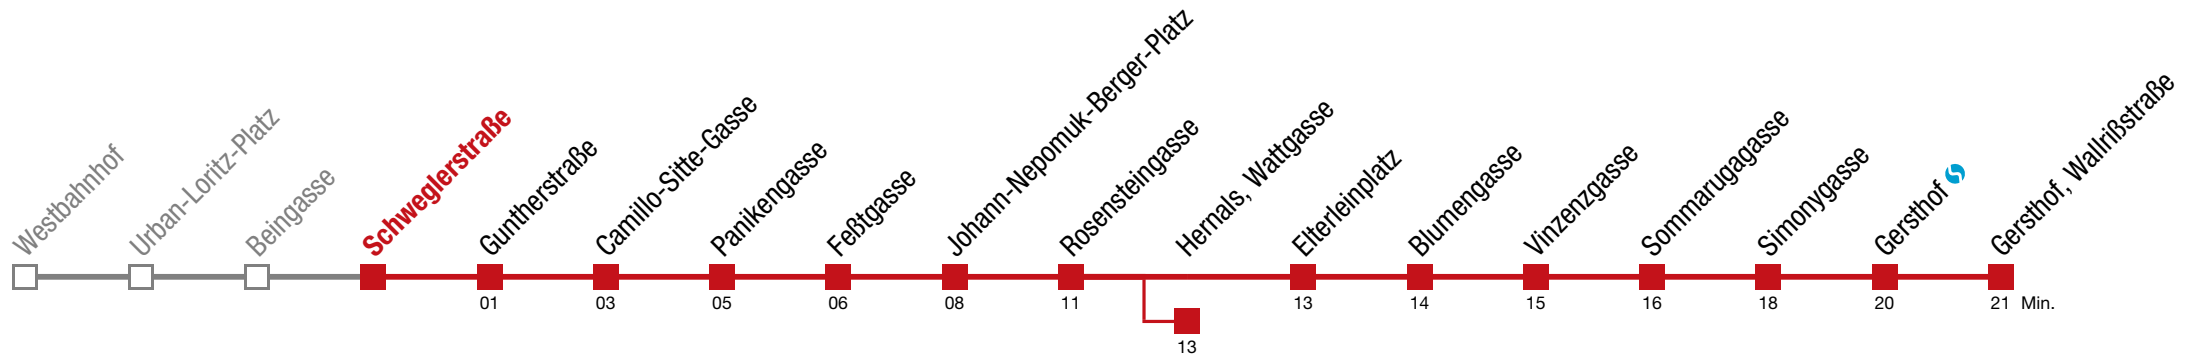 Westbahnhof
Urban-Loritz-Platz
Beingasse
Schweglerstraße
Guntherstraße
Camillo-Sitte-Gasse
Panikengasse
Feßtgasse
Johann-Nepomuk-Berger-Platz
Rosensteingasse
Hernals, Wattgasse
Elterleinplatz
Blumengasse
Vinzenzgasse
Sommarugagasse
Simonygasse
Gersthof
Gersthof, Wallrißstraße
01 03 05 06 08 11 13 14 15 16 18 20 21 Min.
13